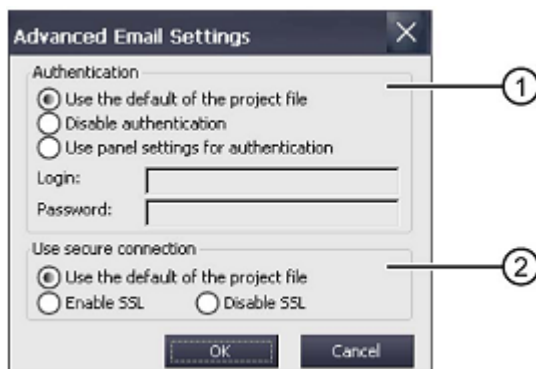 Advanced Email Settings
Authentication
Use the default of the project file
Disable authentication
Use panel settings for authentication
Login:
Password:
Use secure connection
Use the default of the project file
Enable SSL Disable SSL
OK Cancel
1
2